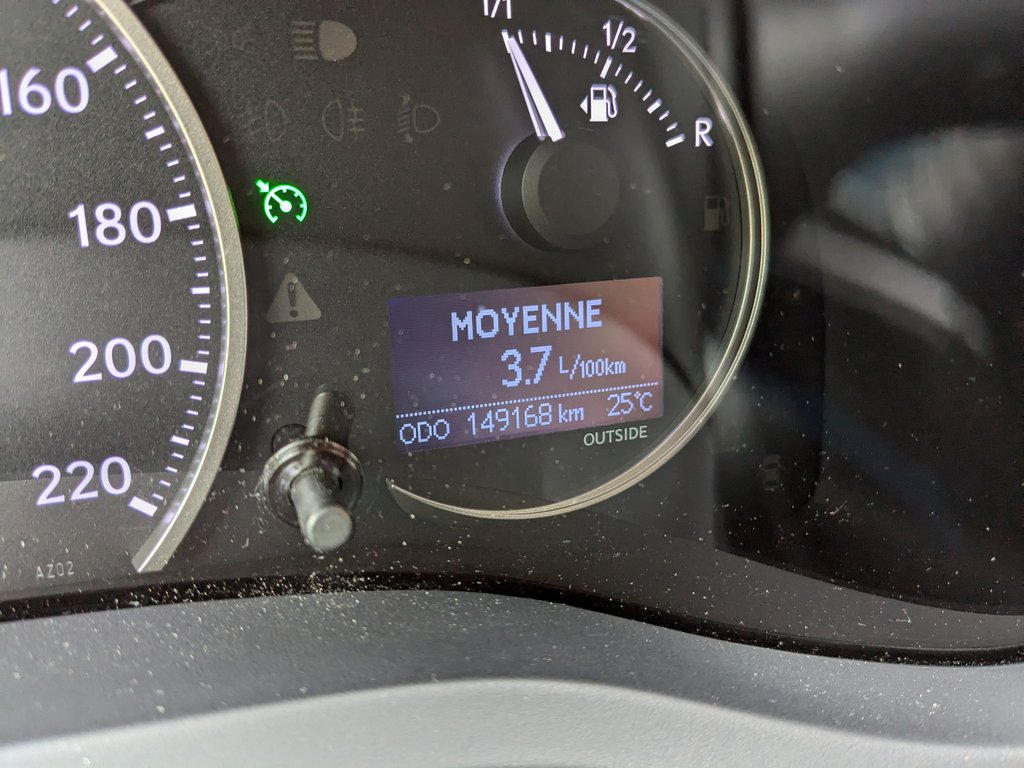 1/1
1/2
R
160
180
200
220
MOYENNE
3.7 L/100km
ODO 149168 km 25°C
OUTSIDE
AZ02